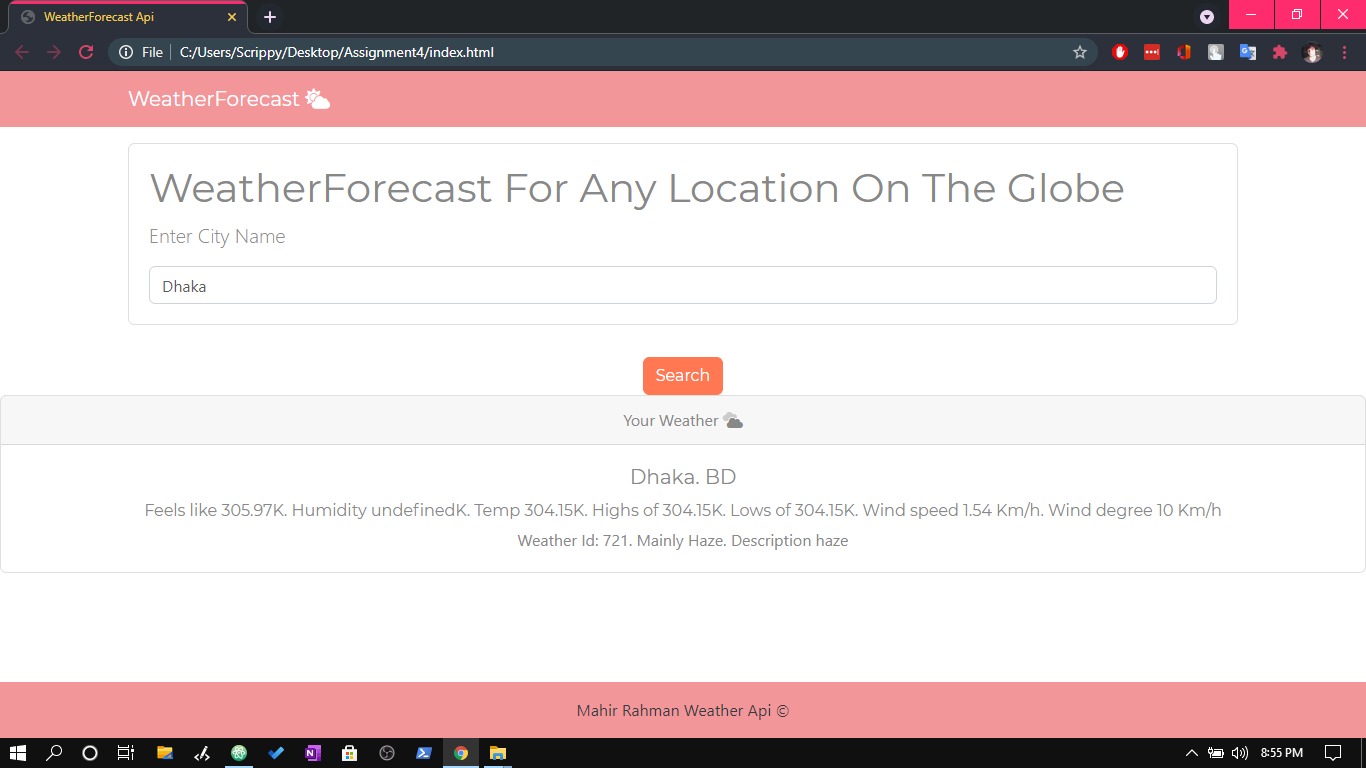 WeatherForecast Api
File
C:/Users/Scrippy/Desktop/Assignment4/index.html
WeatherForecast
WeatherForecast For Any Location On The Globe
Enter City Name
Dhaka
Search
Your Weather
Dhaka. BD
Feels like 305.97K. Humidity undefinedK. Temp 304.15K. Highs of 304.15K. Lows of 304.15K. Wind speed 1.54 Km/h. Wind degree 10 Km/h
Weather Id: 721. Mainly Haze. Description haze
Mahir Rahman Weather Api ©
8:55 PM